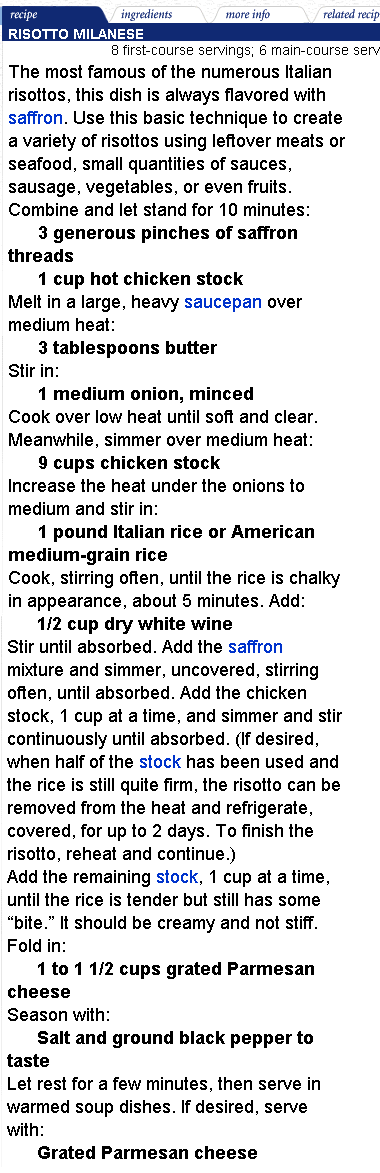 recipe ingredients more info related recip
RISOTTO MILANESE
8 first-course servings; 6 main-course serv
The most famous of the numerous Italian
risottos, this dish is always flavored with
saffron. Use this basic technique to create
a variety of risottos using leftover meats or
seafood, small quantities of sauces,
sausage, vegetables, or even fruits.
Combine and let stand for 10 minutes:
3 generous pinches of saffron
threads
1 cup hot chicken stock
Melt in a large, heavy saucepan over
medium heat:
3 tablespoons butter
Stir in:
1 medium onion, minced
Cook over low heat until soft and clear.
Meanwhile, simmer over medium heat:
9 cups chicken stock
Increase the heat under the onions to
medium and stir in:
1 pound Italian rice or American
medium-grain rice
Cook, stirring often, until the rice is chalky
in appearance, about 5 minutes. Add:
1/2 cup dry white wine
Stir until absorbed. Add the saffron
mixture and simmer, uncovered, stirring
often, until absorbed. Add the chicken
stock, 1 cup at a time, and simmer and stir
continuously until absorbed. (If desired,
when half of the stock has been used and
the rice is still quite firm, the risotto can be
removed from the heat and refrigerate,
covered, for up to 2 days. To finish the
risotto, reheat and continue.)
Add the remaining stock, 1 cup at a time,
until the rice is tender but still has some
“bite.” It should be creamy and not stiff.
Fold in:
1 to 1 1/2 cups grated Parmesan
cheese
Season with:
Salt and ground black pepper to
taste
Let rest for a few minutes, then serve in
warmed soup dishes. If desired, serve
with:
Grated Parmesan cheese